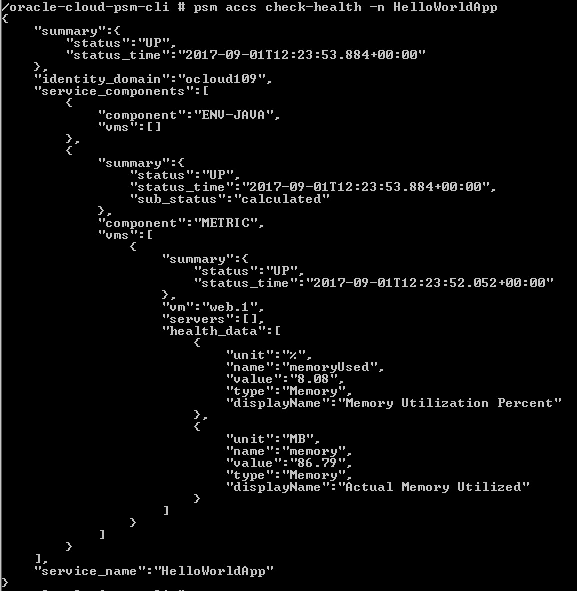 /oracle-cloud-psm-cli # psm accs check-health -n HelloWorldApp
{
    "summary":{
        "status":"UP",
        "status_time":"2017-09-01T12:23:53.884+00:00"
    },
    "identity_domain":"ocloud109",
    "service_components":[
        {
            "component":"ENV-JAVA",
            "vms":[]
        },
        {
            "summary":{
                "status":"UP",
                "status_time":"2017-09-01T12:23:53.884+00:00",
                "sub_status":"calculated"
            },
            "component":"METRIC",
            "vms":[
                {
                    "summary":{
                        "status":"UP",
                        "status_time":"2017-09-01T12:23:52.052+00:00"
                    },
                    "vm":"web.1",
                    "servers":[],
                    "health_data":[
                        {
                            "unit":"%",
                            "name":"memoryUsed",
                            "value":"8.08",
                            "type":"Memory",
                            "displayName":"Memory Utilization Percent"
                        },
                        {
                            "unit":"MB",
                            "name":"memory",
                            "value":"86.79",
                            "type":"Memory",
                            "displayName":"Actual Memory Utilized"
                        }
                    ]
                }
            ]
        }
    ],
    "service_name":"HelloWorldApp"
}